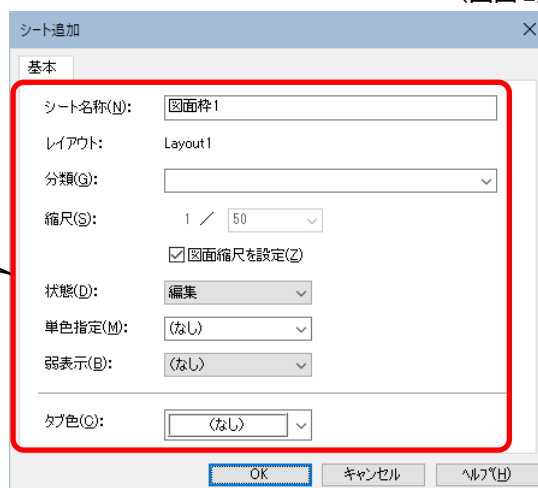 シート追加
基本
シート名称(N): 図面枠1
レイアウト: Layout1
分類(G):
縮尺(S): 1 ／ 50
図面縮尺を設定(Z)
状態(D): 編集
単色指定(M): (なし)
弱表示(B): (なし)
タブ色(C): (なし)
OK キャンセル ヘルプ(H)